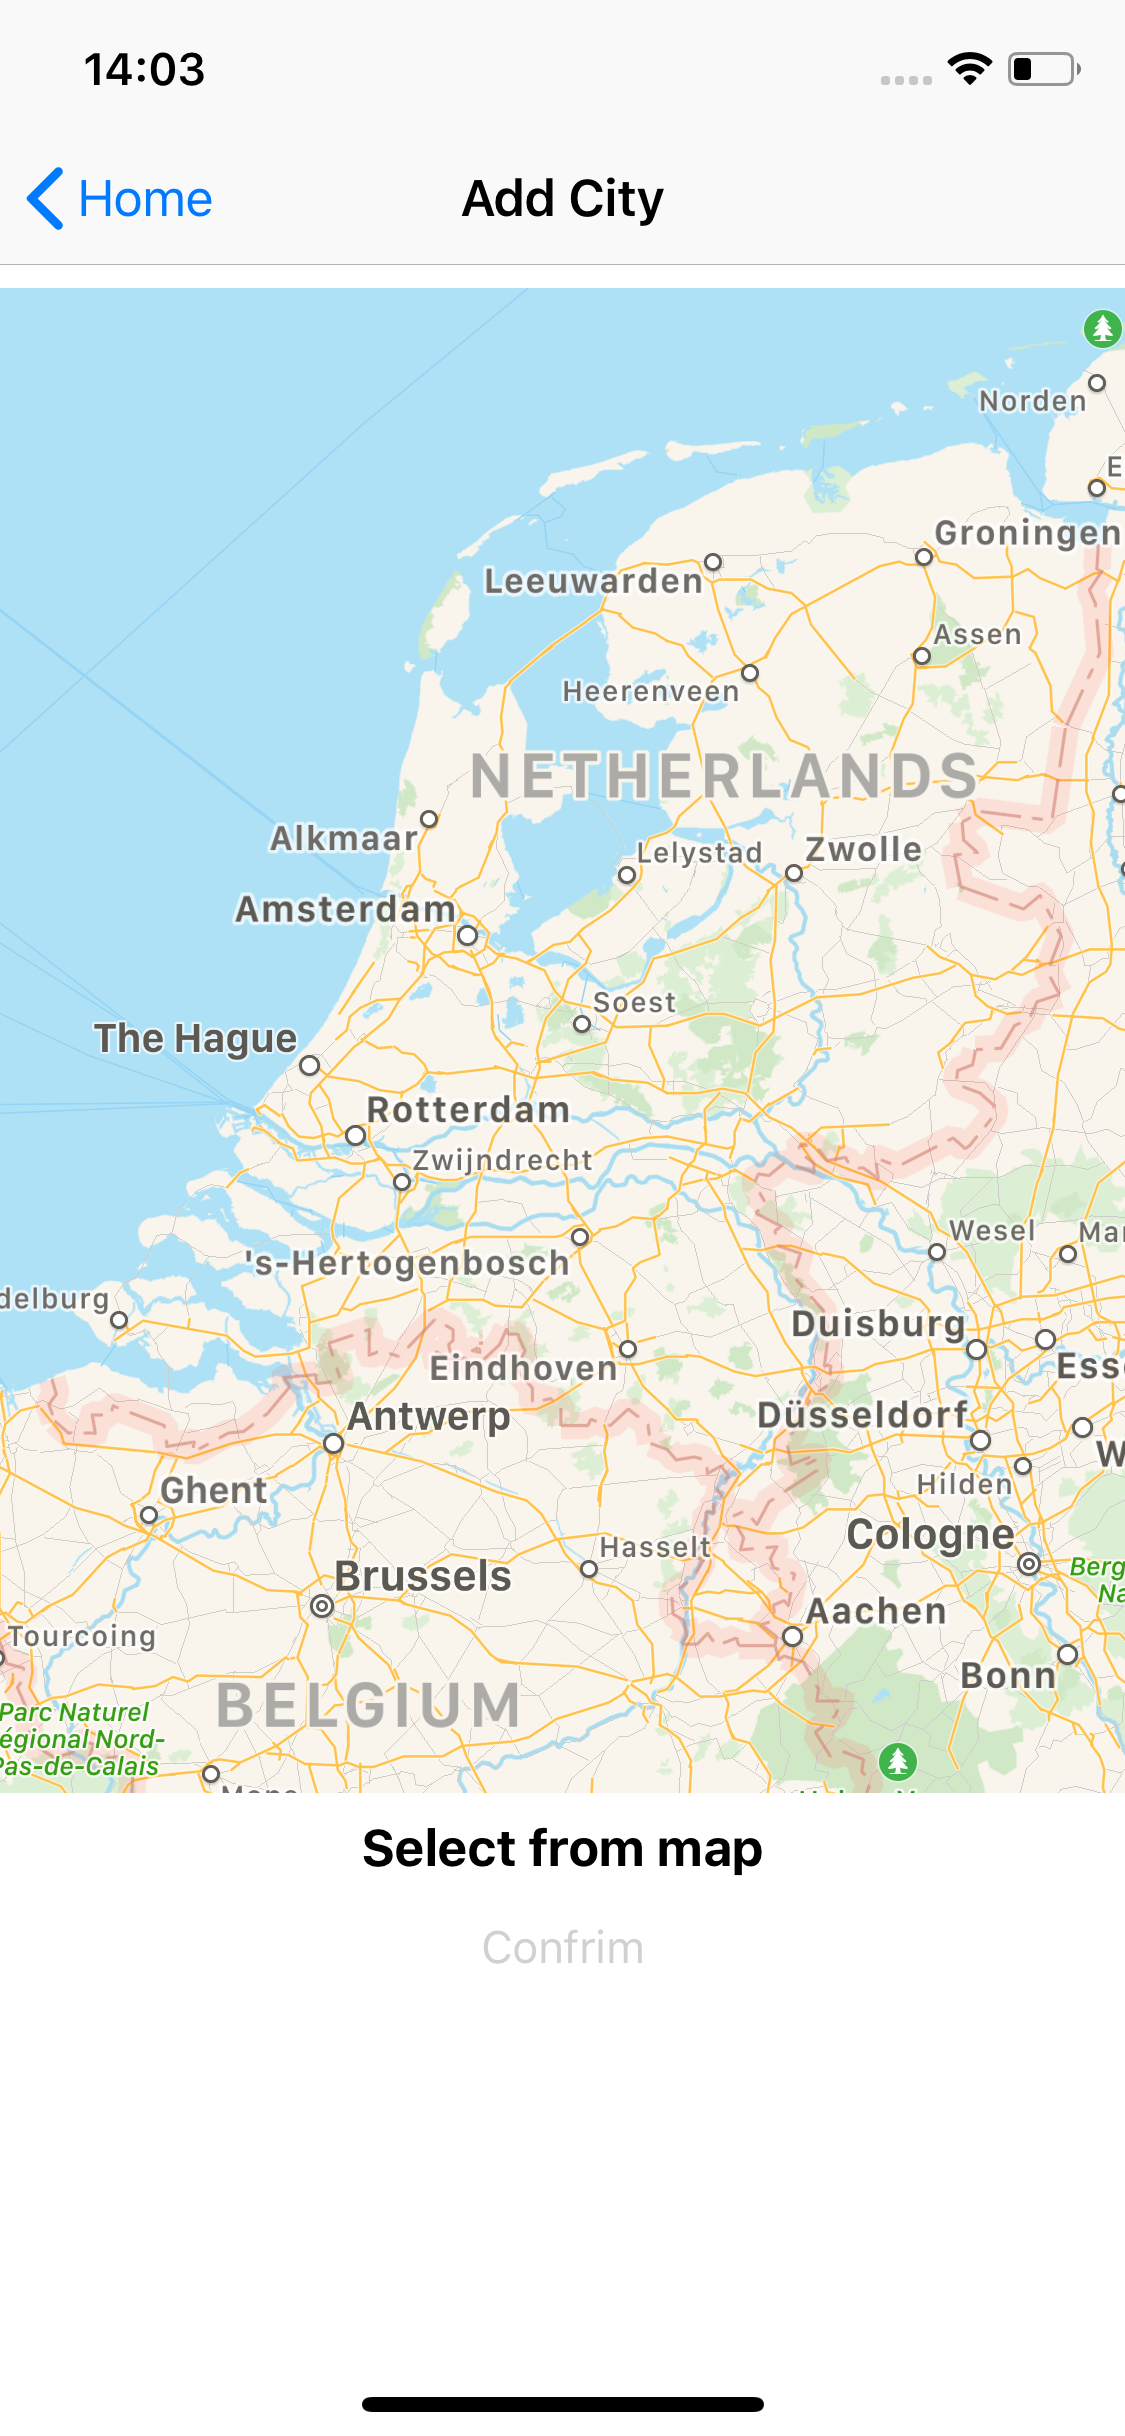 14:03
Home
Add City
Norden
E
Groningen
Leeuwarden
Assen
Heerenveen
NETHERLANDS
Alkmaar
Lelystad
Zwolle
Amsterdam
Soest
The Hague
Rotterdam
Zwijndrecht
Wesel
Mar
's-Hertogenbosch
delburg
Duisburg
Eindhoven
Esse
Antwerp
Düsseldorf
W
Ghent
Hilden
Cologne
Hasselt
Berg
Na
Brussels
Aachen
Tourcoing
Bonn
BELGIUM
Parc Naturel
égional Nord-
Pas-de-Calais
Select from map
Confrim